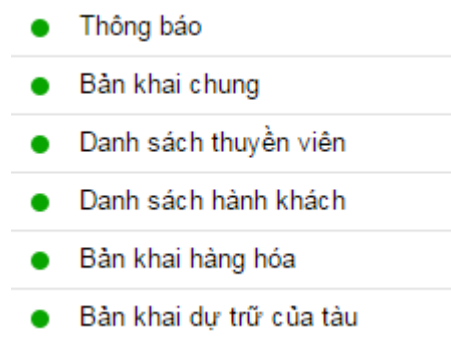 Thông báo
Bản khai chung
Danh sách thuyền viên
Danh sách hành khách
Bản khai hàng hóa
Bản khai dự trữ của tàu